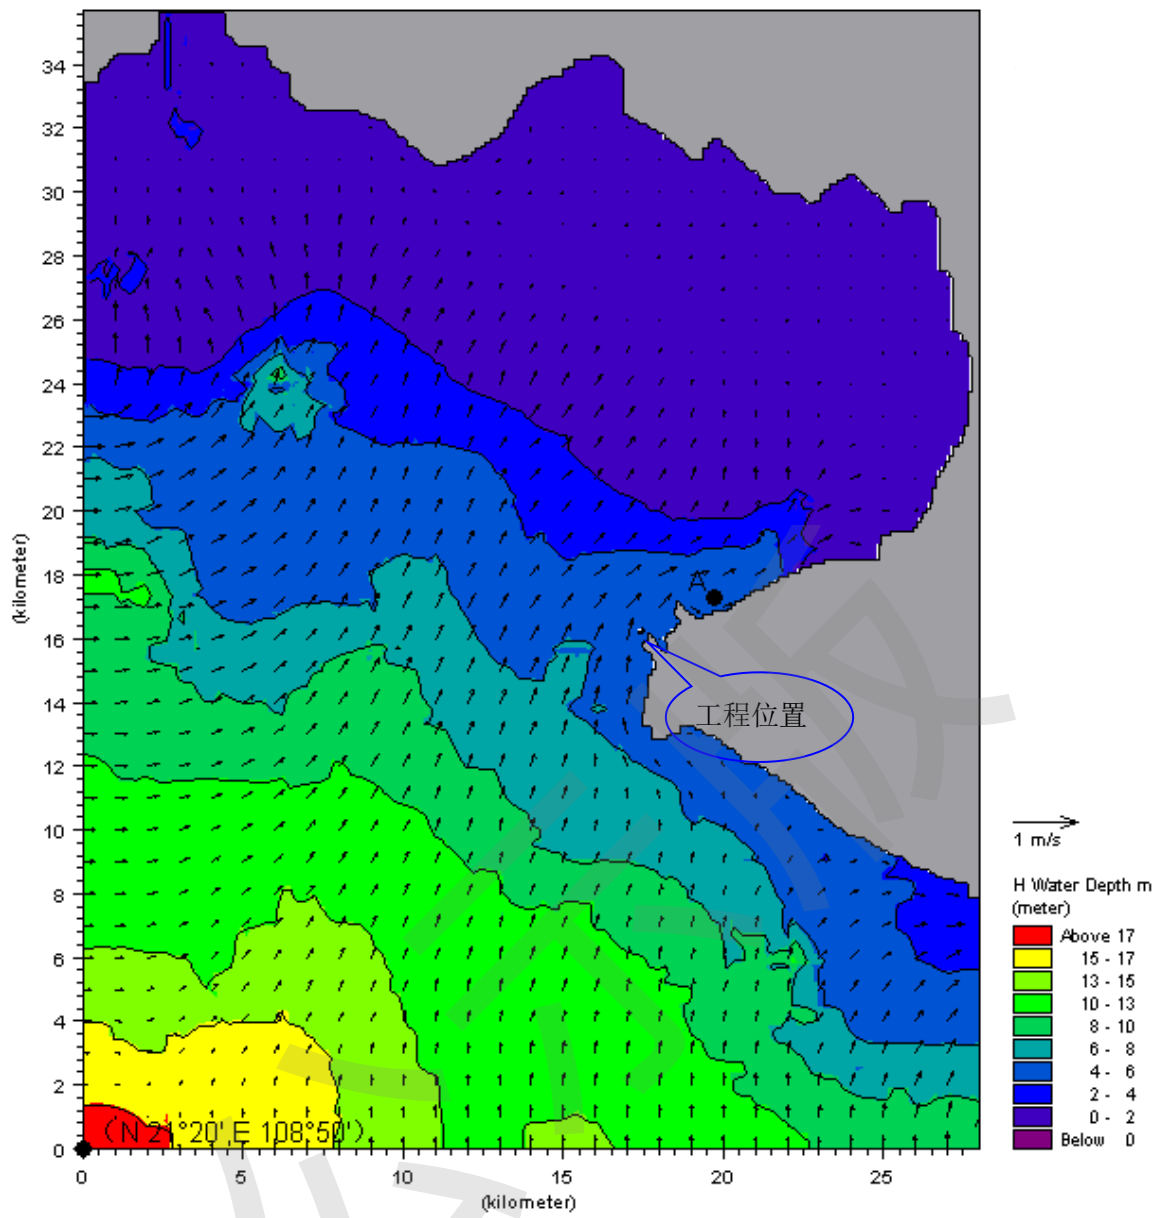 34
32
30
28
26
24
22
20
18
16
14
12
10
8
6
4
2
0
(kilometer)
A
工程位置
(N 21°20',E 108°50')
0 5 10 15 20 25
(kilometer)
1 m/s
H Water Depth m
(meter)
Above 17
15 - 17
13 - 15
10 - 13
8 - 10
6 - 8
4 - 6
2 - 4
0 - 2
Below 0